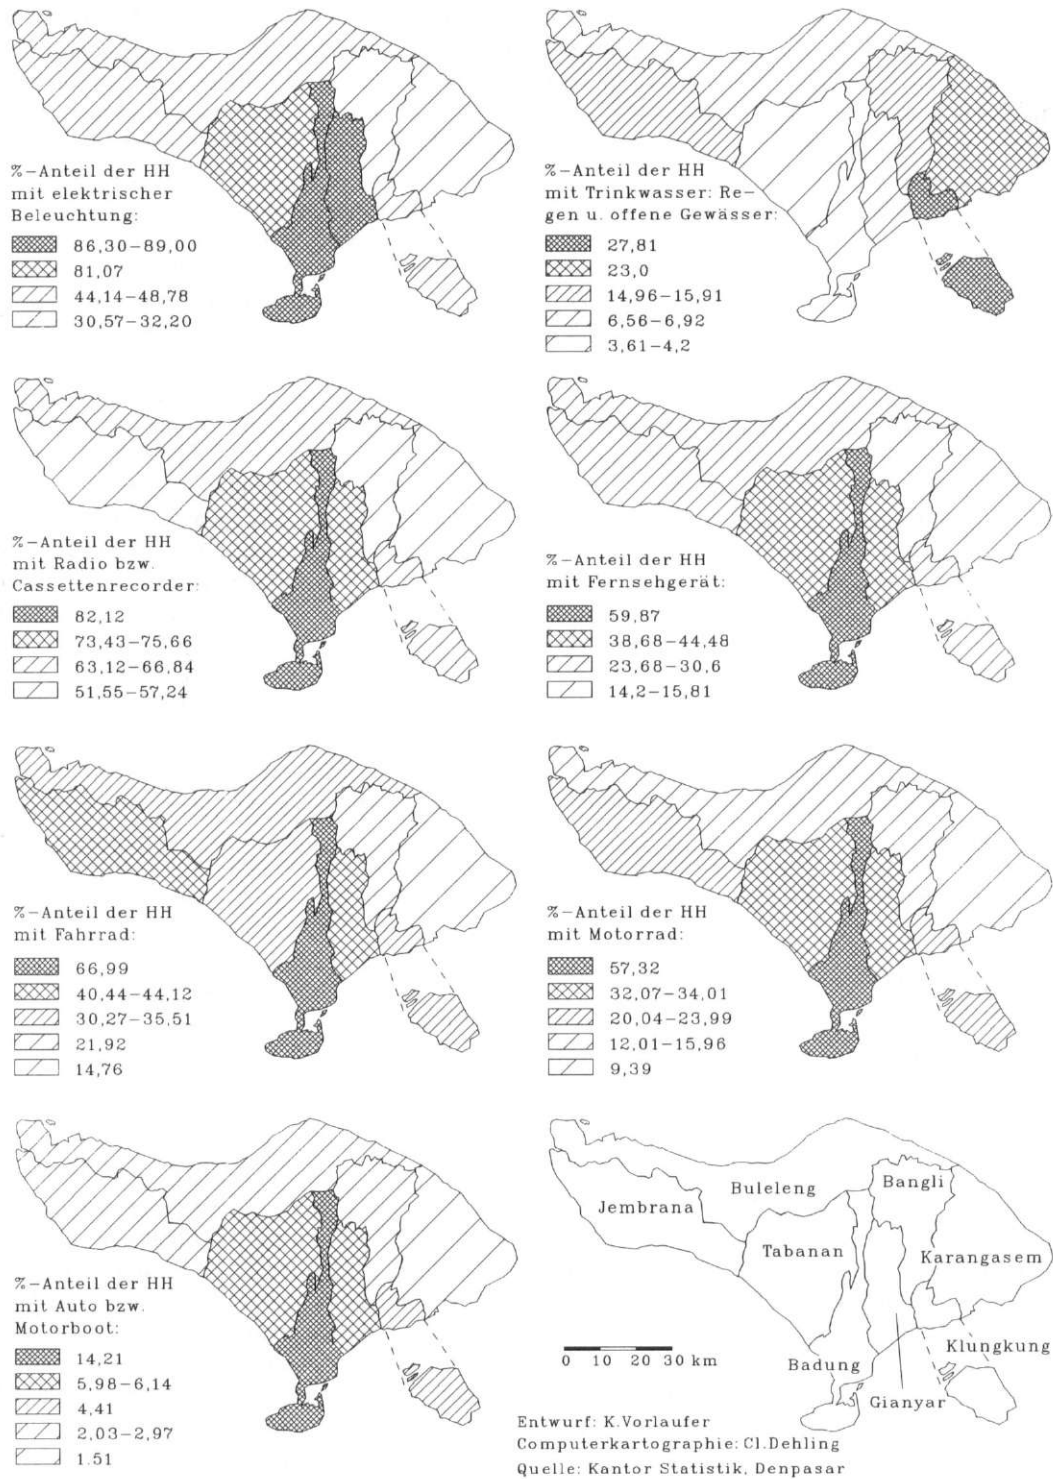 %-Anteil der HH
mit elektrischer
Beleuchtung:
86,30-89,00
81,07
44,14-48,78
30,57-32,20
%-Anteil der HH
mit Trinkwasser: Re-
gen u. offene Gewässer:
27,81
23,0
14,96-15,91
6,56-6,92
3,61-4,2
%-Anteil der HH
mit Radio bzw.
Cassettenrecorder:
82,12
73,43-75,66
63,12-66,84
51,55-57,24
%-Anteil der HH
mit Fernsehgerät:
59,87
38,68-44,48
23,68-30,6
14,2-15,81
%-Anteil der HH
mit Fahrrad:
66,99
40,44-44,12
30,27-35,51
21,92
14,76
%-Anteil der HH
mit Motorrad:
57,32
32,07-34,01
20,04-23,99
12,01-15,96
9,39
%-Anteil der HH
mit Auto bzw.
Motorboot:
14,21
5,98-6,14
4,41
2,03-2,97
1.51
Buleleng
Bangli
Jembrana
Tabanan
Karangasem
Klungkung
Badung
Gianyar
0 10 20 30 km
Entwurf: K.Vorlaufer
Computerkartographie: Cl.Dehling
Quelle: Kantor Statistik, Denpasar